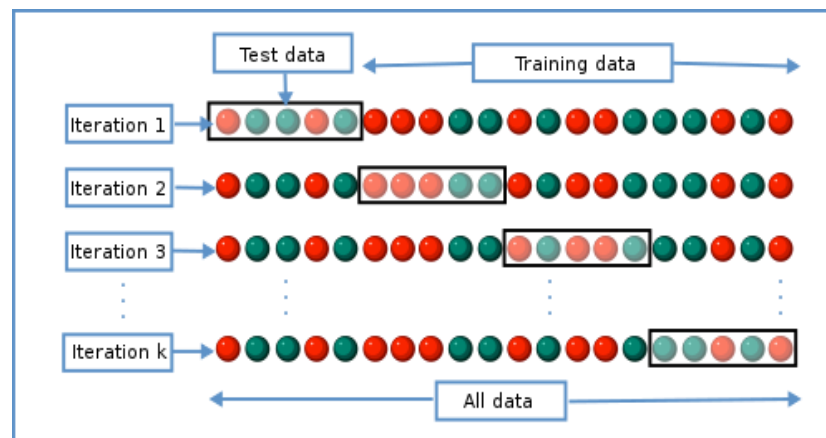 Test data
Training data
Iteration 1
Iteration 2
Iteration 3
Iteration k
All data